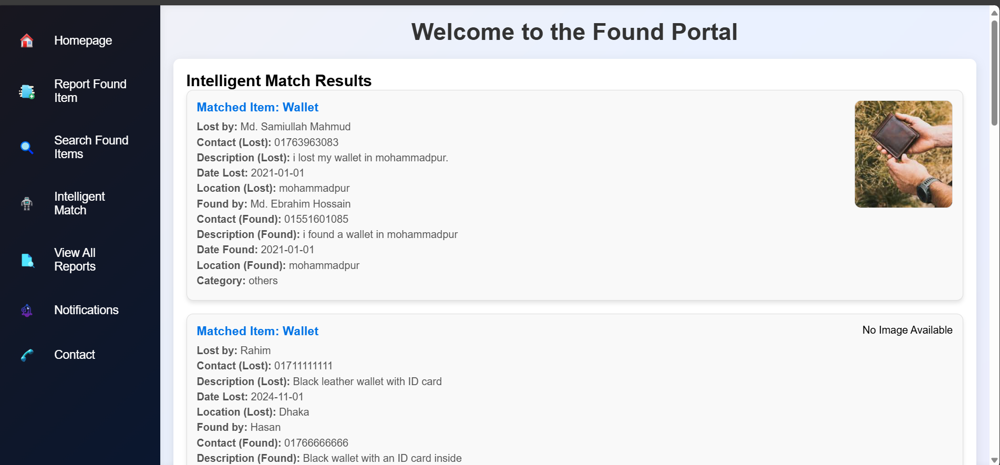 Homepage
Report Found
Item
Search Found
Items
Intelligent
Match
View All
Reports
Notifications
Contact
Welcome to the Found Portal
Intelligent Match Results
Matched Item: Wallet
Lost by: Md. Samiullah Mahmud
Contact (Lost): 01763963083
Description (Lost): i lost my wallet in mohammadpur.
Date Lost: 2021-01-01
Location (Lost): mohammadpur
Found by: Md. Ebrahim Hossain
Contact (Found): 01551601085
Description (Found): i found a wallet in mohammadpur
Date Found: 2021-01-01
Location (Found): mohammadpur
Category: others
Matched Item: Wallet
No Image Available
Lost by: Rahim
Contact (Lost): 01711111111
Description (Lost): Black leather wallet with ID card
Date Lost: 2024-11-01
Location (Lost): Dhaka
Found by: Hasan
Contact (Found): 01766666666
Description (Found): Black wallet with an ID card inside